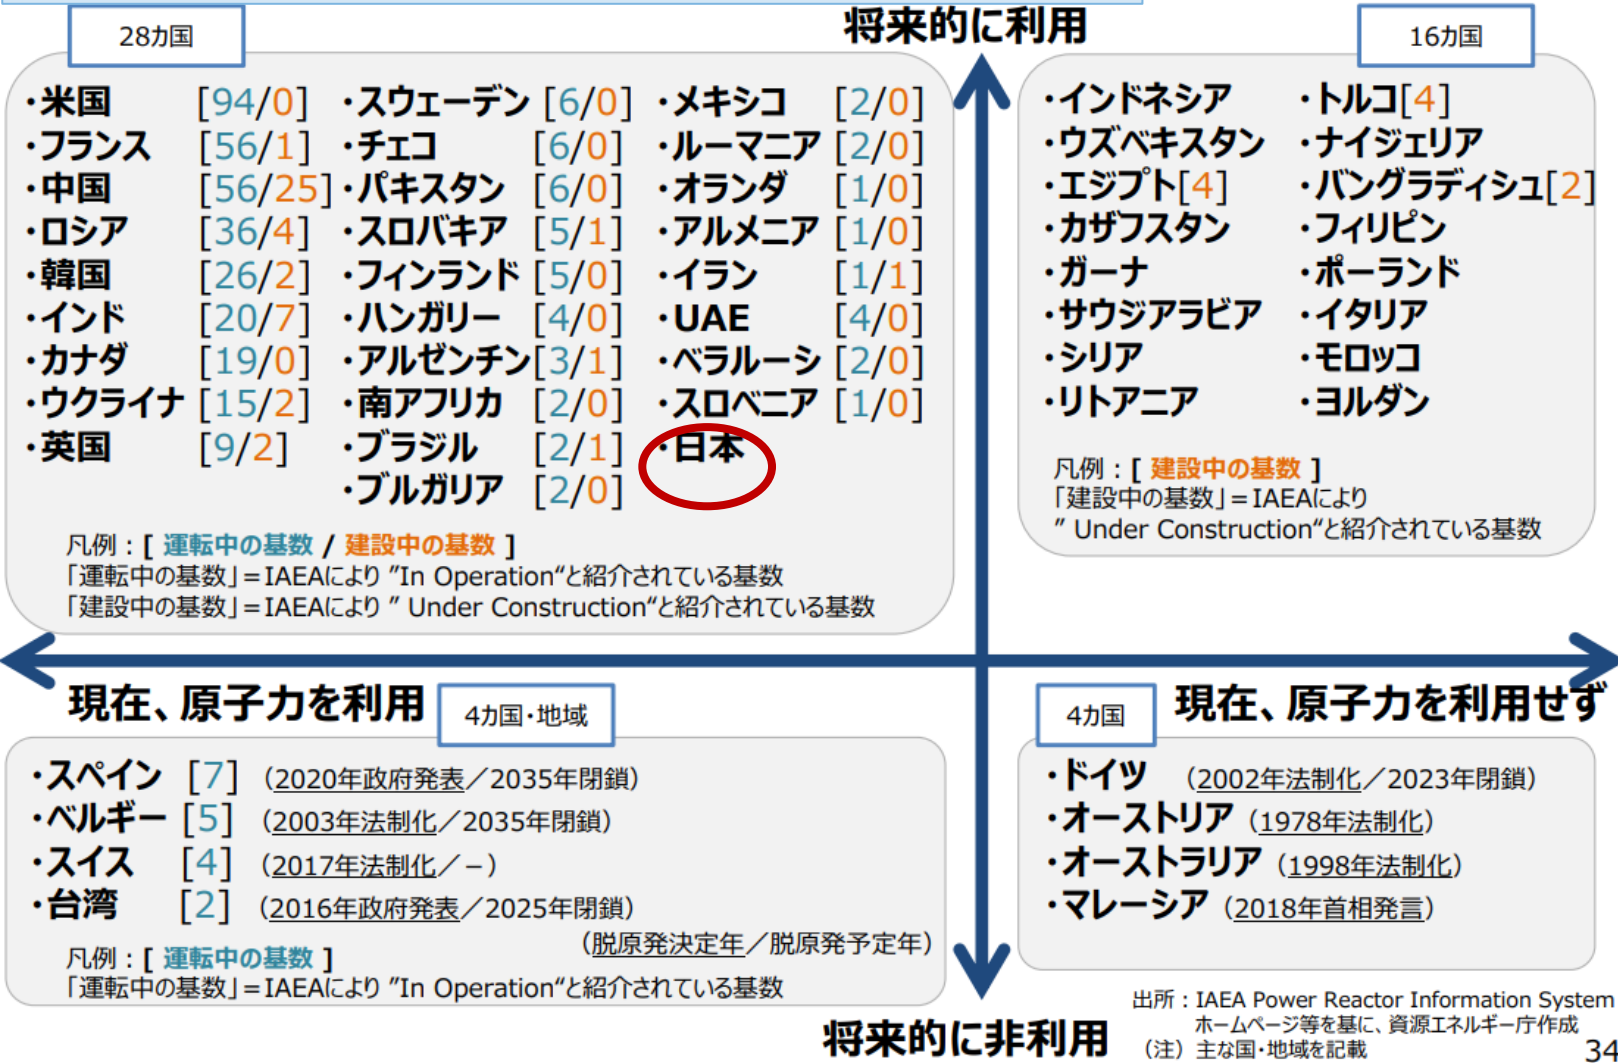 将来的に利用
28カ国
・米国 [94/0]
・フランス [56/1]
・中国 [56/25]
・ロシア [36/4]
・韓国 [26/2]
・インド [20/7]
・カナダ [19/0]
・ウクライナ [15/2]
・英国 [9/2]
・スウェーデン [6/0]
・チェコ [6/0]
・パキスタン [6/0]
・スロバキア [5/1]
・フィンランド [5/0]
・ハンガリー [4/0]
・アルゼンチン[3/1]
・南アフリカ [2/0]
・ブラジル [2/1]
・ブルガリア [2/0]
・メキシコ [2/0]
・ルーマニア [2/0]
・オランダ [1/0]
・アルメニア [1/0]
・イラン [1/1]
・UAE [4/0]
・ベラルーシ [2/0]
・スロベニア [1/0]
・日本
凡例：[ 運転中の基数 / 建設中の基数 ]
「運転中の基数」＝IAEAにより ”In Operation“と紹介されている基数
「建設中の基数」＝IAEAにより ” Under Construction“と紹介されている基数
16カ国
・インドネシア
・ウズベキスタン
・エジプト[4]
・カザフスタン
・ガーナ
・サウジアラビア
・シリア
・リトアニア
・トルコ[4]
・ナイジェリア
・バングラディシュ[2]
・フィリピン
・ポーランド
・イタリア
・モロッコ
・ヨルダン
凡例：[ 建設中の基数 ]
「建設中の基数」＝IAEAにより
” Under Construction“と紹介されている基数
現在、原子力を利用
4カ国・地域
・スペイン [7] （2020年政府発表／2035年閉鎖）
・ベルギー [5] （2003年法制化／2035年閉鎖）
・スイス [4] （2017年法制化／−）
・台湾 [2] （2016年政府発表／2025年閉鎖）
（脱原発決定年／脱原発予定年）
凡例：[ 運転中の基数 ]
「運転中の基数」＝IAEAにより ”In Operation“と紹介されている基数
4カ国
現在、原子力を利用せず
・ドイツ （2002年法制化／2023年閉鎖）
・オーストリア（1978年法制化）
・オーストラリア（1998年法制化）
・マレーシア（2018年首相発言）
将来的に非利用
出所：IAEA Power Reactor Information System
ホームページ等を基に、資源エネルギー庁作成
（注）主な国・地域を記載
34